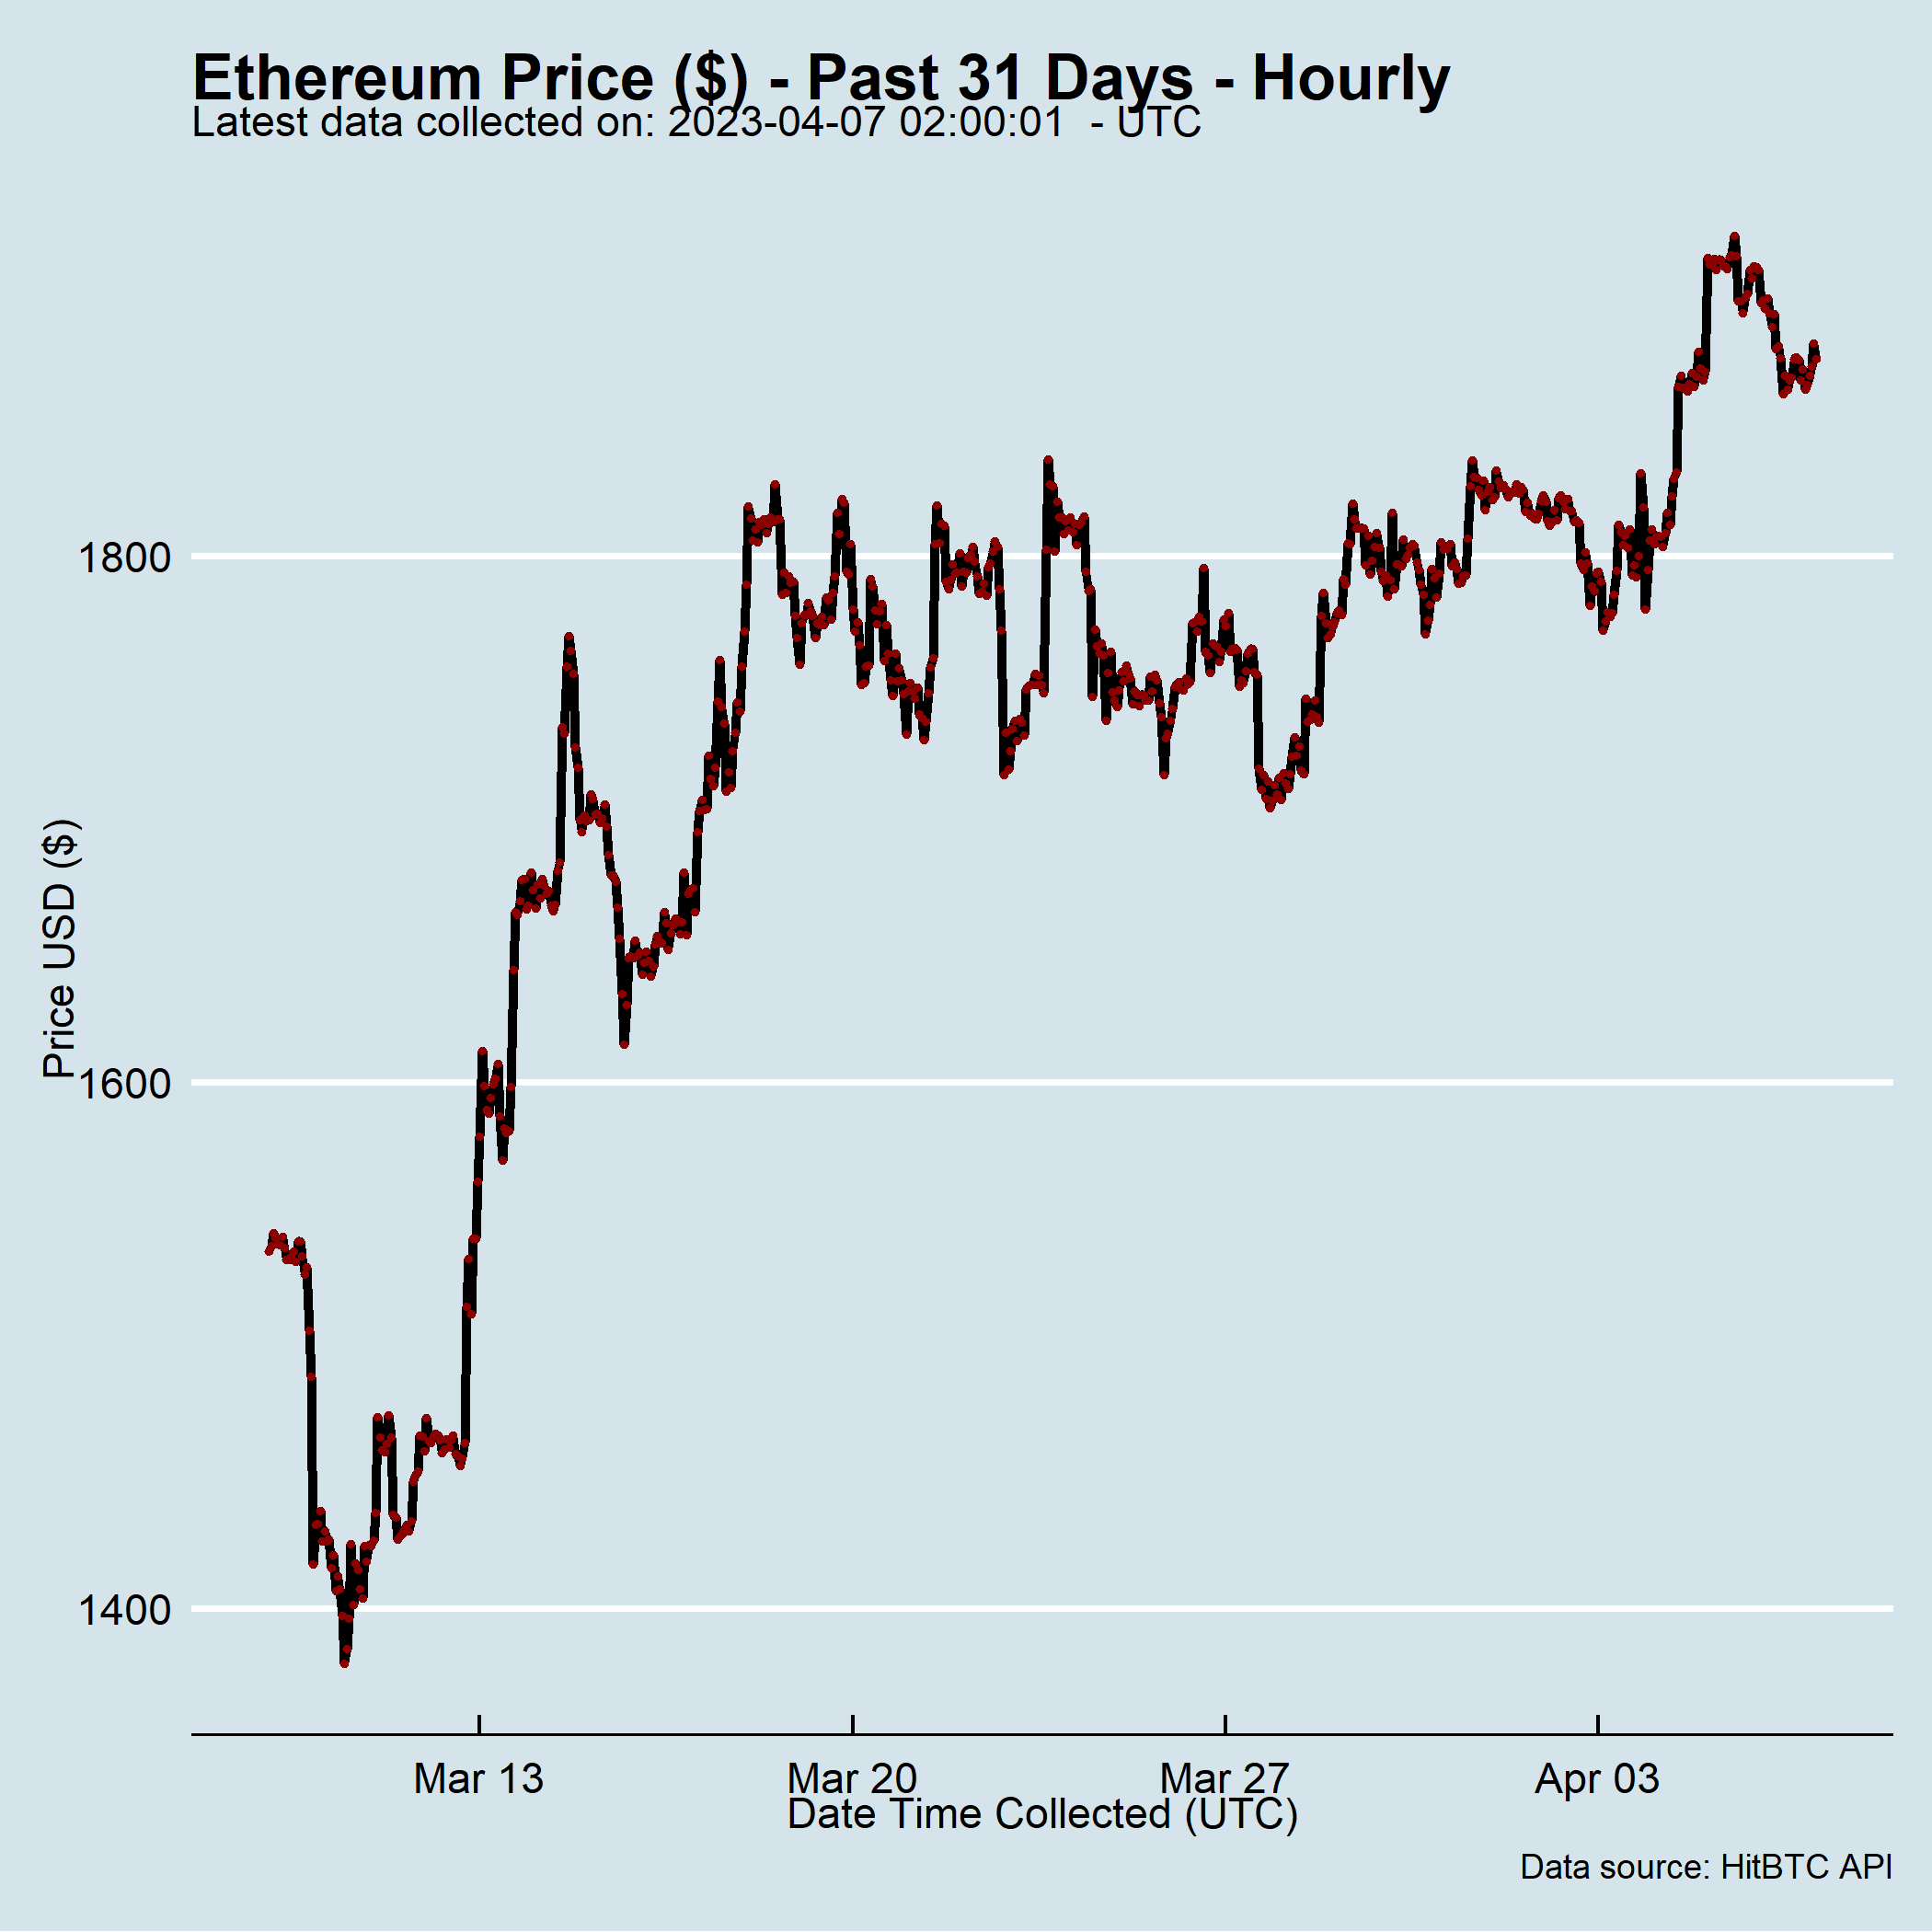 Ethereum Price ($) - Past 31 Days - Hourly
Latest data collected on: 2023-04-07 02:00:01  - UTC
Price USD ($)
1800
1600
1400
Mar 13
Mar 20
Mar 27
Apr 03
Date Time Collected (UTC)
Data source: HitBTC API